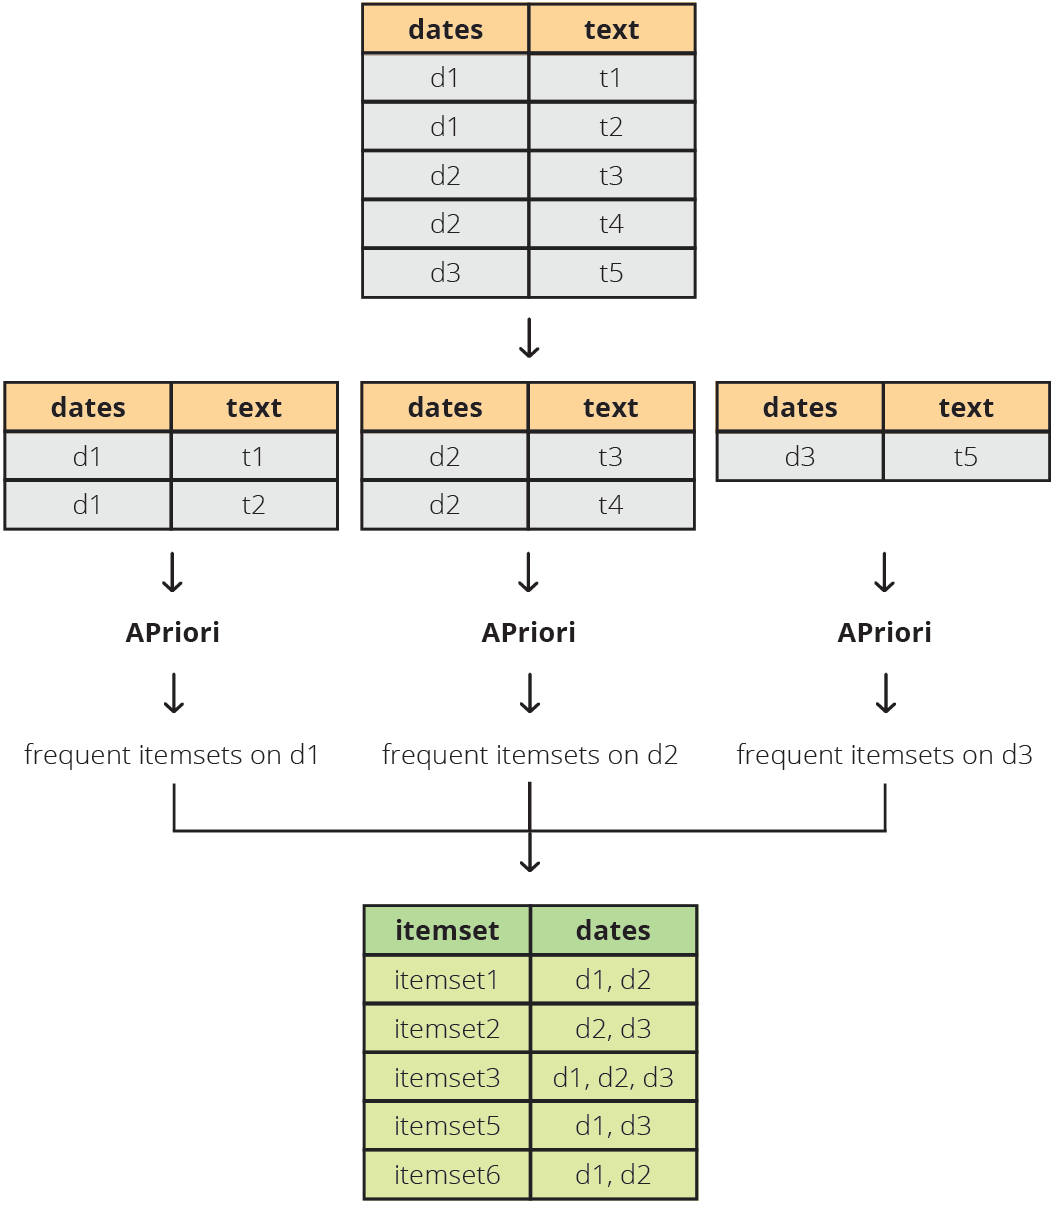 dates text
d1 t1
d1 t2
d2 t3
d2 t4
d3 t5
dates text dates text dates text
d1 t1 d2 t3 d3 t5
d1 t2 d2 t4
APriori APriori APriori
frequent itemsets on d1 frequent itemsets on d2 frequent itemsets on d3
itemset dates
itemset1 d1, d2
itemset2 d2, d3
itemset3 d1, d2, d3
itemset5 d1, d3
itemset6 d1, d2